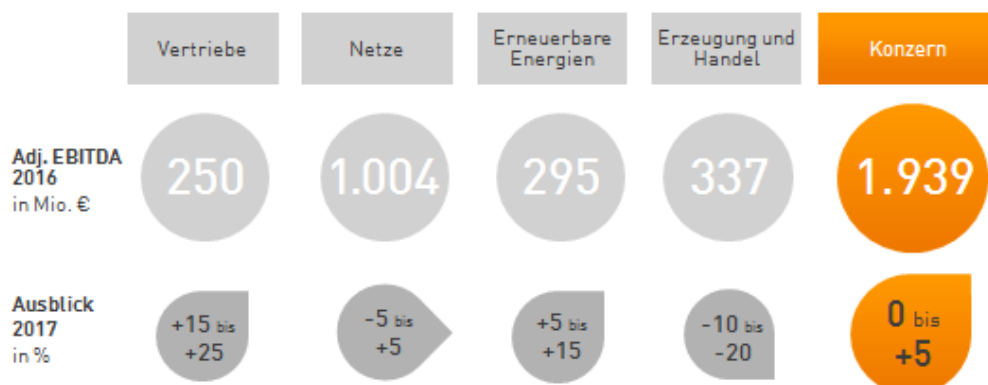 Vertriebe
Netze
Erneuerbare
Energien
Erzeugung und
Handel
Konzern
Adj. EBITDA
2016
in Mio. €
250
1.004
295
337
1.939
Ausblick
2017
in %
+15 bis
+25
-5 bis
+5
+5 bis
+15
-10 bis
-20
0 bis
+5